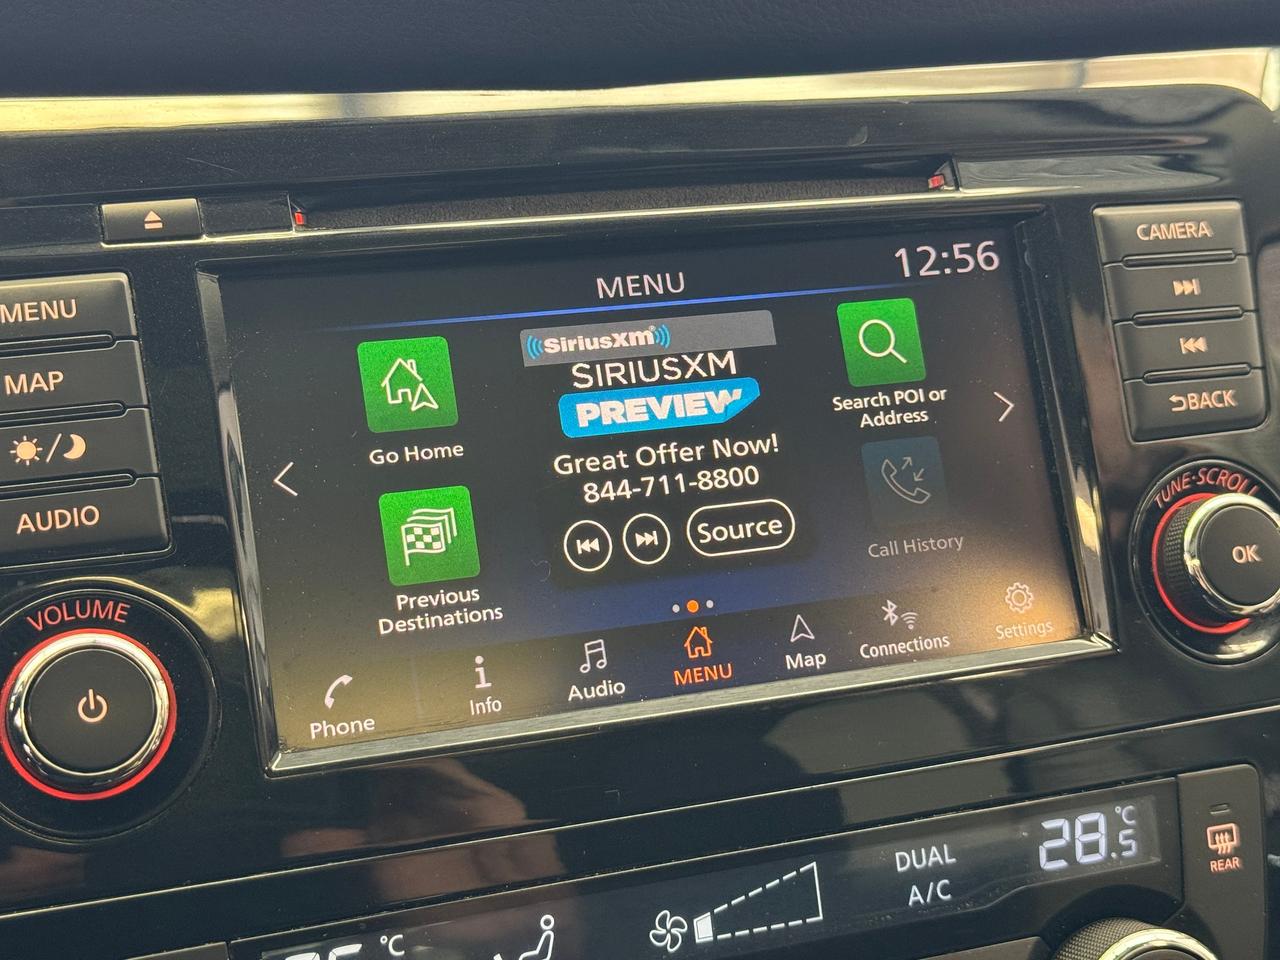 CAMERA
MENU
MAP
AUDIO
BACK
VOLUME
TUNE·SCROLL
OK
MENU
12:56
SiriusXm
SIRIUSXM
PREVIEW
Great Offer Now!
844-711-8800
Source
Go Home
Previous
Destinations
Search POI or
Address
Call History
Phone
Info
Audio
MENU
Map
Connections
Settings
°C
DUAL
A/C
28.5 °C
REAR